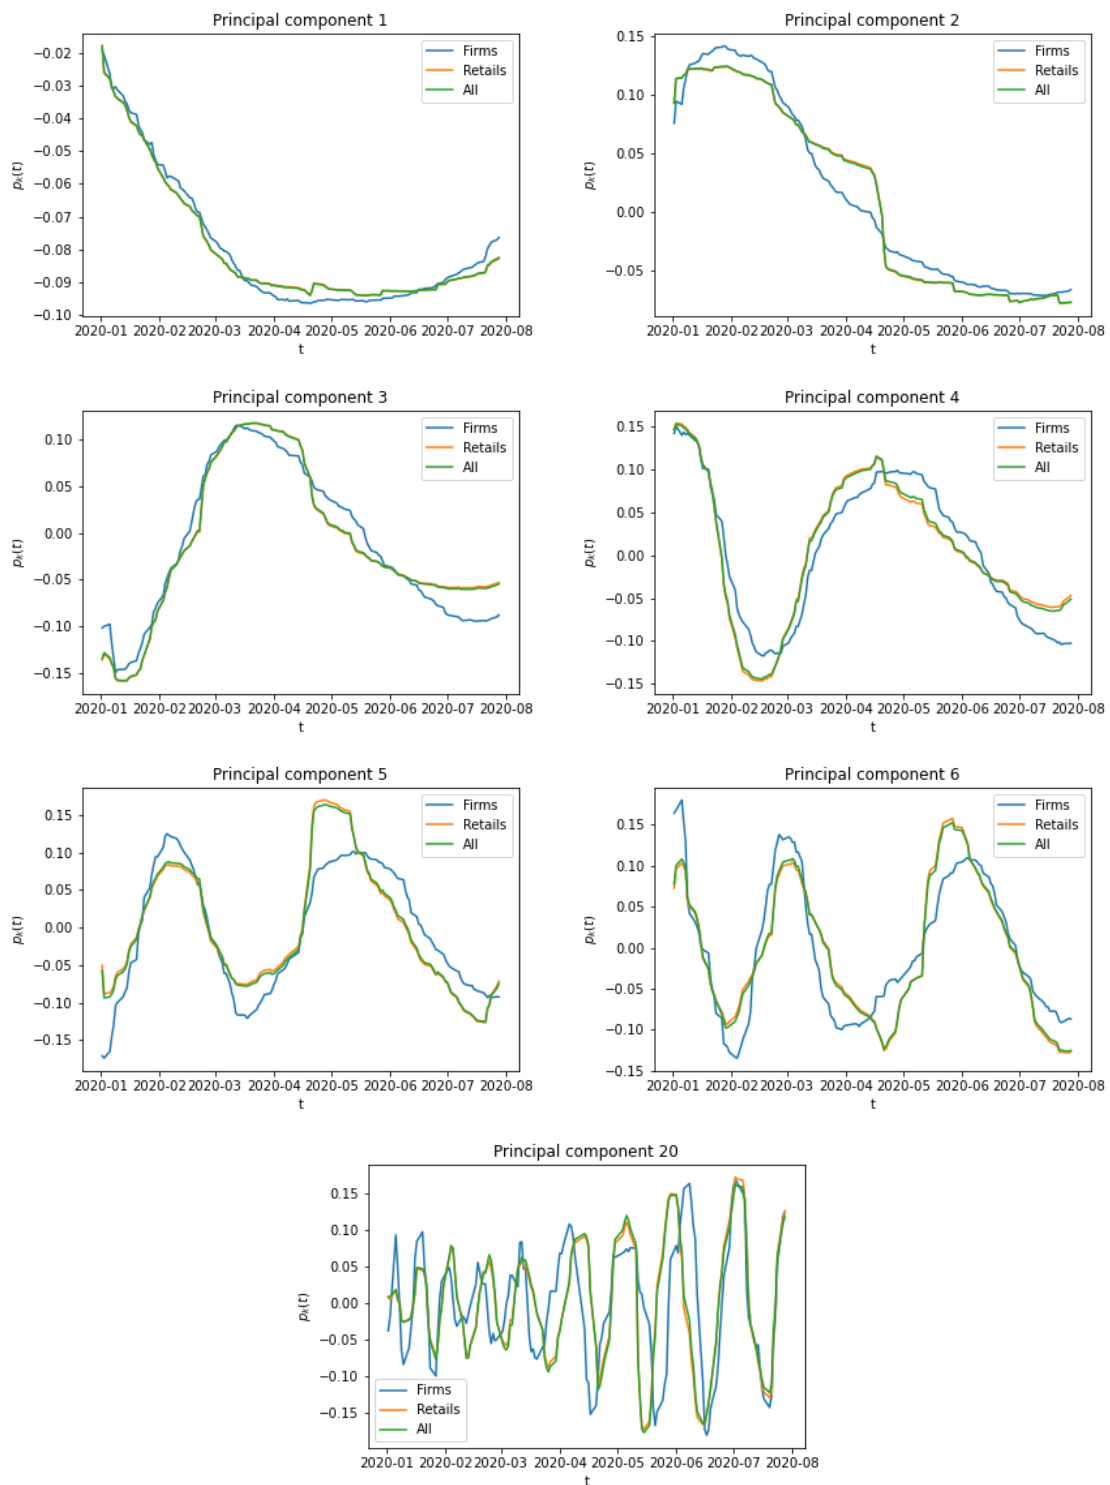 Principal component 1
−0.02
−0.03
−0.04
−0.05
−0.06
−0.07
−0.08
−0.09
−0.10
p_k(t)
Firms
Retails
All
2020-01 2020-02 2020-03 2020-04 2020-05 2020-06 2020-07 2020-08
t
Principal component 2
0.15
0.10
0.05
0.00
−0.05
p_k(t)
Firms
Retails
All
2020-01 2020-02 2020-03 2020-04 2020-05 2020-06 2020-07 2020-08
t
Principal component 3
0.10
0.05
0.00
−0.05
−0.10
−0.15
p_k(t)
Firms
Retails
All
2020-01 2020-02 2020-03 2020-04 2020-05 2020-06 2020-07 2020-08
t
Principal component 4
0.15
0.10
0.05
0.00
−0.05
−0.10
−0.15
p_k(t)
Firms
Retails
All
2020-01 2020-02 2020-03 2020-04 2020-05 2020-06 2020-07 2020-08
t
Principal component 5
0.15
0.10
0.05
0.00
−0.05
−0.10
−0.15
p_k(t)
Firms
Retails
All
2020-01 2020-02 2020-03 2020-04 2020-05 2020-06 2020-07 2020-08
t
Principal component 6
0.15
0.10
0.05
0.00
−0.05
−0.10
−0.15
p_k(t)
Firms
Retails
All
2020-01 2020-02 2020-03 2020-04 2020-05 2020-06 2020-07 2020-08
t
Principal component 20
0.15
0.10
0.05
0.00
−0.05
−0.10
−0.15
p_k(t)
Firms
Retails
All
2020-01 2020-02 2020-03 2020-04 2020-05 2020-06 2020-07 2020-08
t